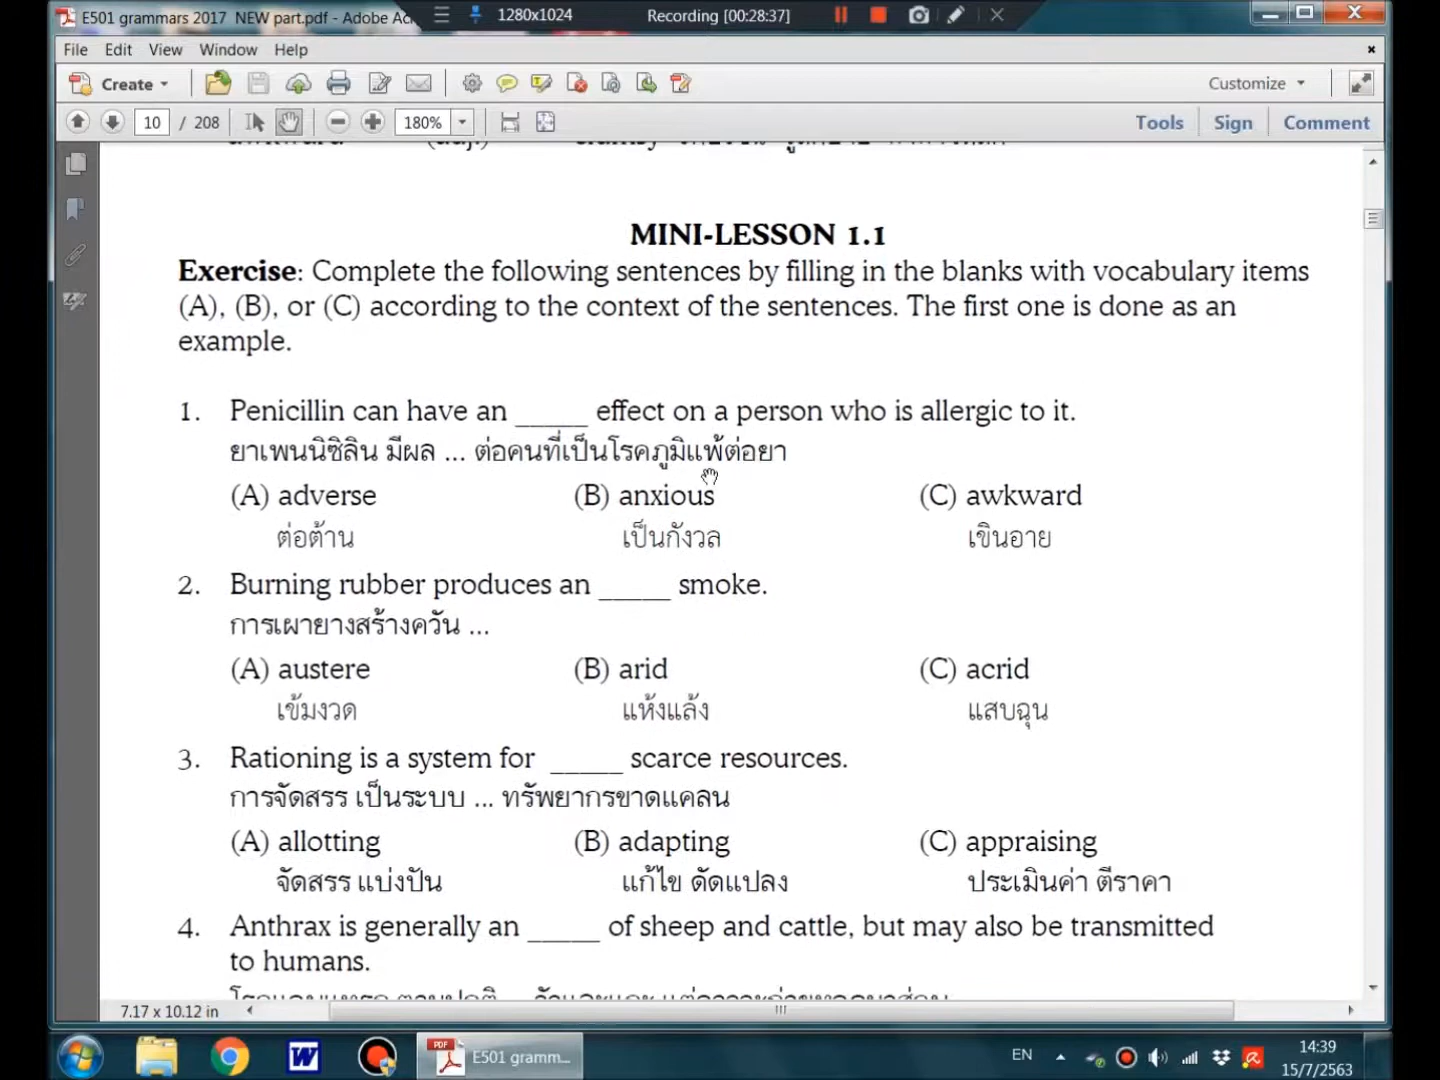 E501 grammars 2017 NEW part.pdf - Adobe Ac
1280x1024
Recording [00:28:37]
File Edit View Window Help
Create
Customize
10 / 208
180%
Tools Sign Comment
MINI-LESSON 1.1
Exercise: Complete the following sentences by filling in the blanks with vocabulary items
(A), (B), or (C) according to the context of the sentences. The first one is done as an
example.
1. Penicillin can have an _____ effect on a person who is allergic to it.
ยาเพนนิซิลิน มีผล ... ต่อคนที่เป็นโรคภูมิแพ้ต่อยา
(A) adverse (B) anxious (C) awkward
ต่อต้าน เป็นกังวล เขินอาย
2. Burning rubber produces an _____ smoke.
การเผายางสร้างควัน ...
(A) austere (B) arid (C) acrid
เข้มงวด แห้งแล้ง แสบฉุน
3. Rationing is a system for _____ scarce resources.
การจัดสรร เป็นระบบ ... ทรัพยากรขาดแคลน
(A) allotting (B) adapting (C) appraising
จัดสรร แบ่งปัน แก้ไข ดัดแปลง ประเมินค่า ตีราคา
4. Anthrax is generally an _____ of sheep and cattle, but may also be transmitted
to humans.
7.17 x 10.12 in
E501 gramm...
EN
14:39
15/7/2563